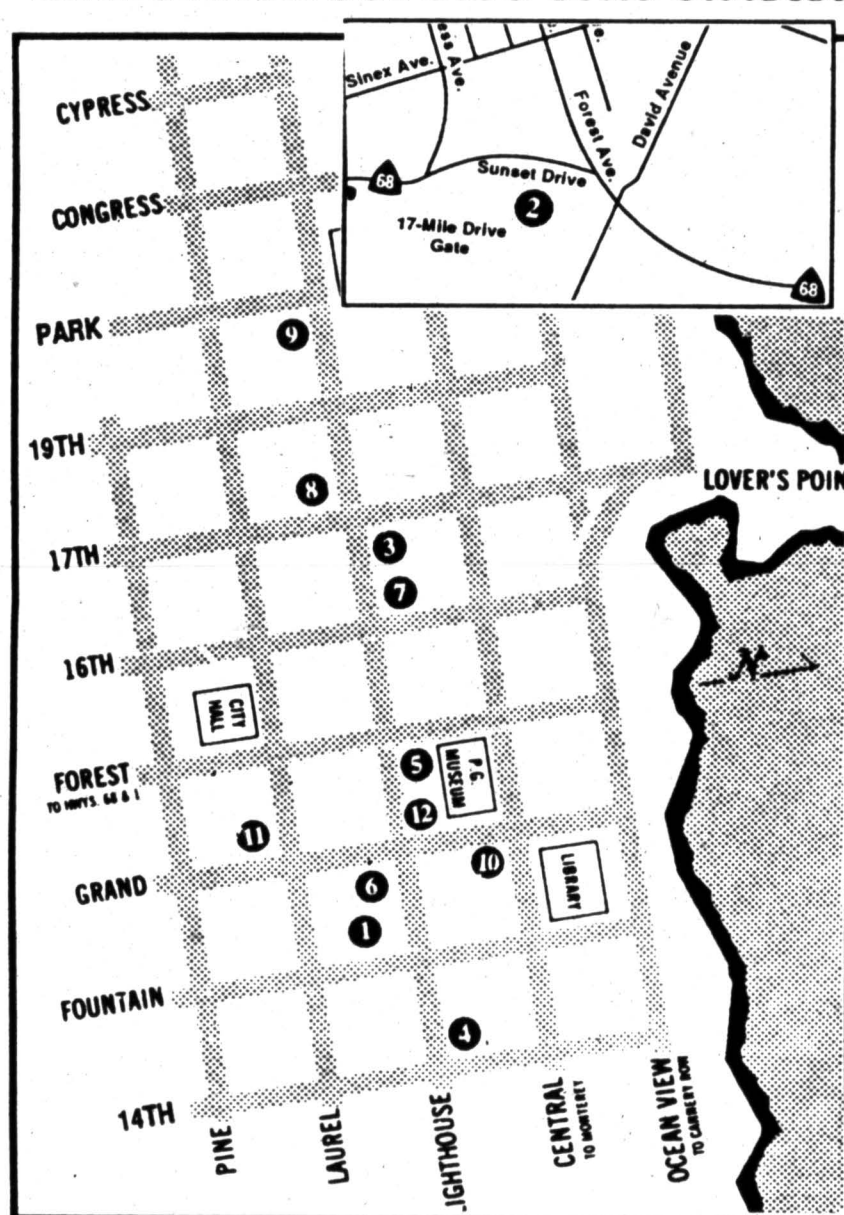 Sinex Ave.
ess Ave.
Forest Ave.
David Avenue
68
Sunset Drive
2
17-Mile Drive
Gate
68
CYPRESS
CONGRESS
PARK
9
19TH
8
LOVER'S POIN
17TH
3
7
16TH
N
CITY
HALL
FOREST
TO HWYS. 68 & 1
5
P.G.
MUSEUM
12
11
GRAND
6
10
LIBRARY
1
FOUNTAIN
4
14TH
PINE
LAUREL
LIGHTHOUSE
CENTRAL
TO MONTEREY
OCEAN VIEW
TO CANNERY ROW